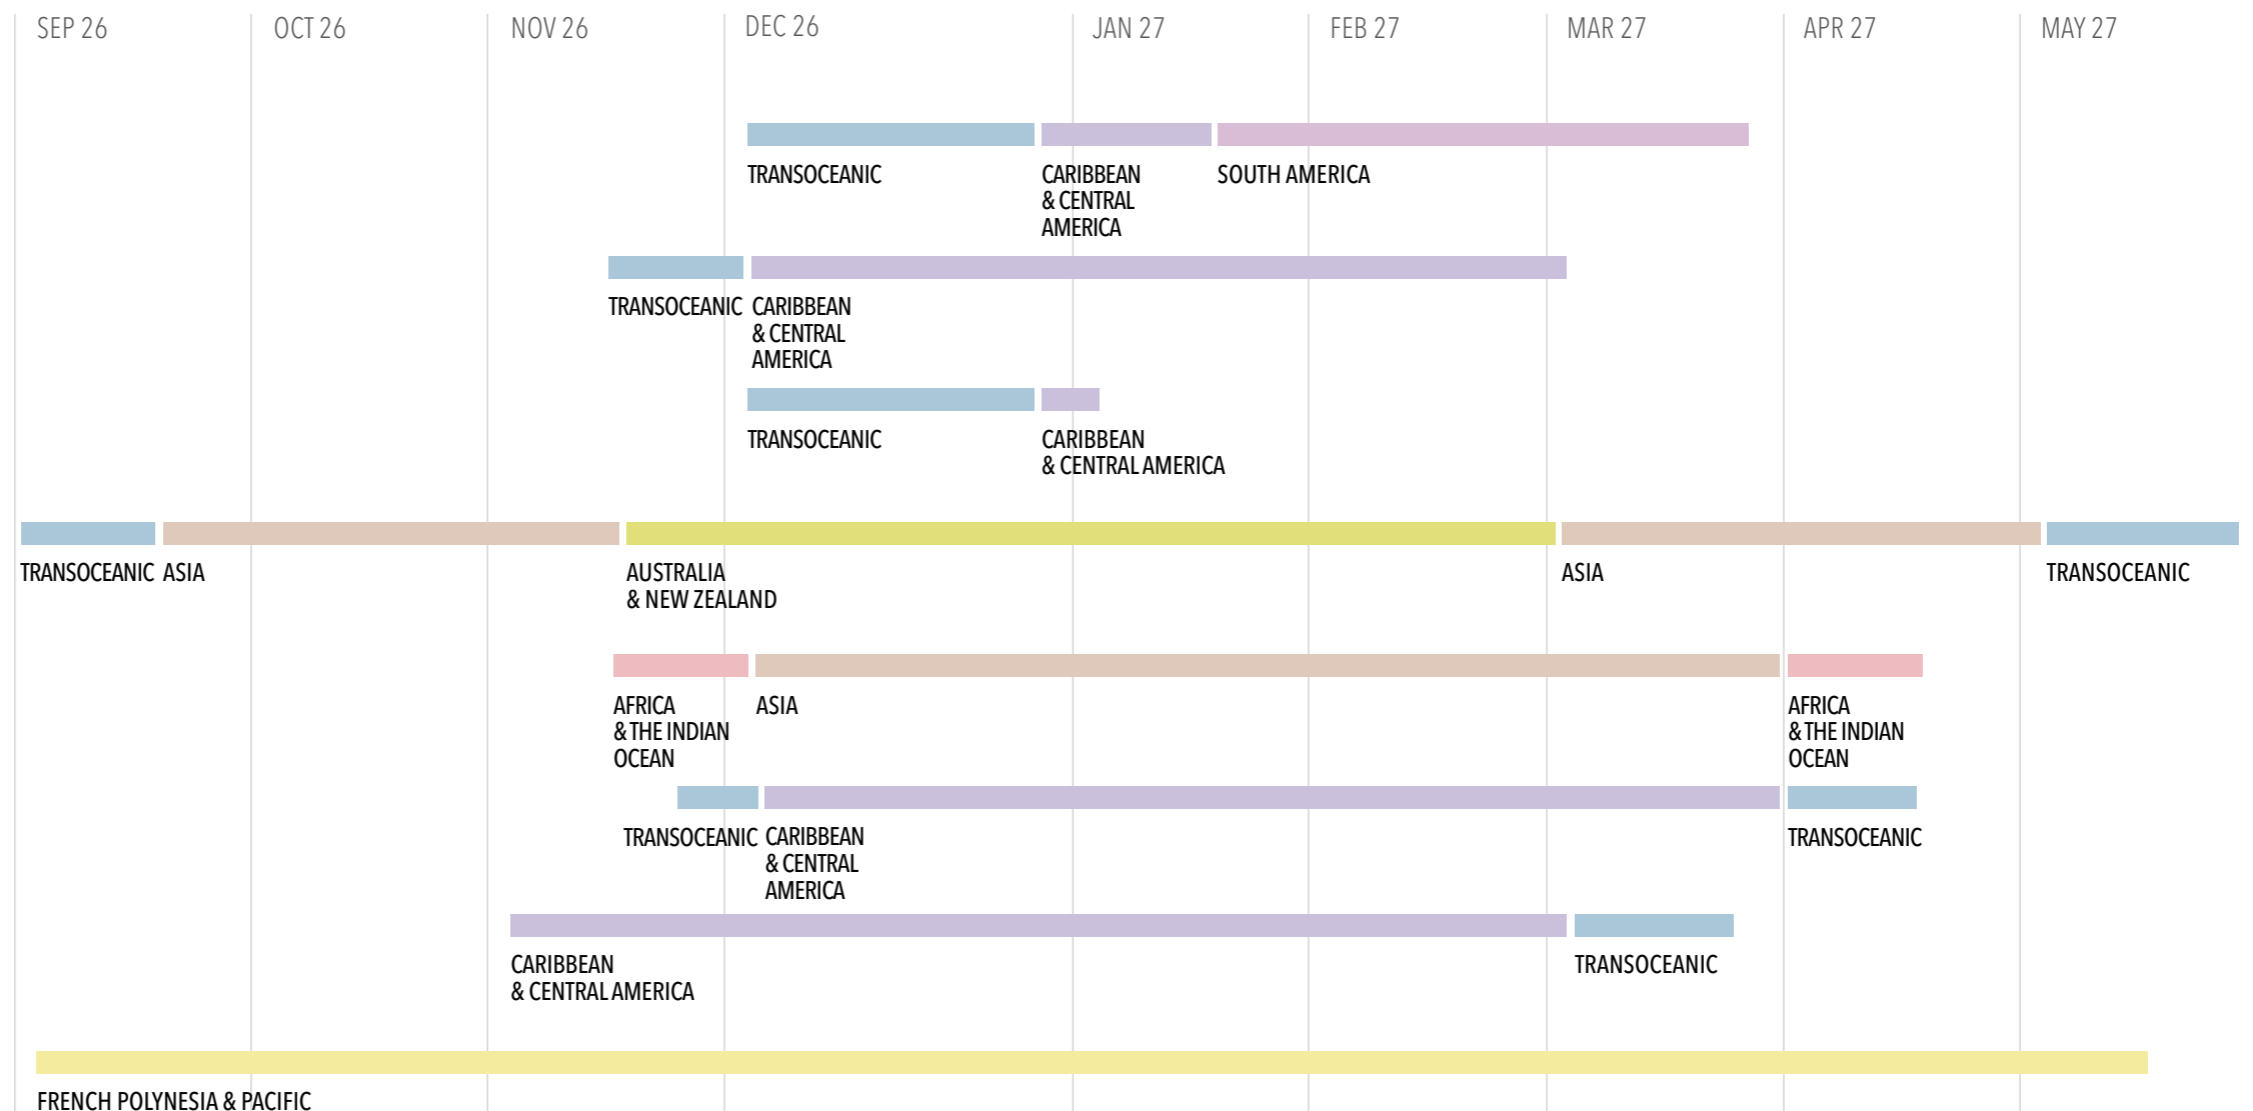 SEP 26
OCT 26
NOV 26
DEC 26
JAN 27
FEB 27
MAR 27
APR 27
MAY 27
TRANSOCEANIC
CARIBBEAN
& CENTRAL
AMERICA
SOUTH AMERICA
TRANSOCEANIC
CARIBBEAN
& CENTRAL
AMERICA
TRANSOCEANIC
CARIBBEAN
& CENTRAL AMERICA
TRANSOCEANIC
ASIA
AUSTRALIA
& NEW ZEALAND
ASIA
TRANSOCEANIC
AFRICA
& THE INDIAN
OCEAN
ASIA
AFRICA
& THE INDIAN
OCEAN
TRANSOCEANIC
CARIBBEAN
& CENTRAL
AMERICA
TRANSOCEANIC
CARIBBEAN
& CENTRAL AMERICA
TRANSOCEANIC
FRENCH POLYNESIA & PACIFIC